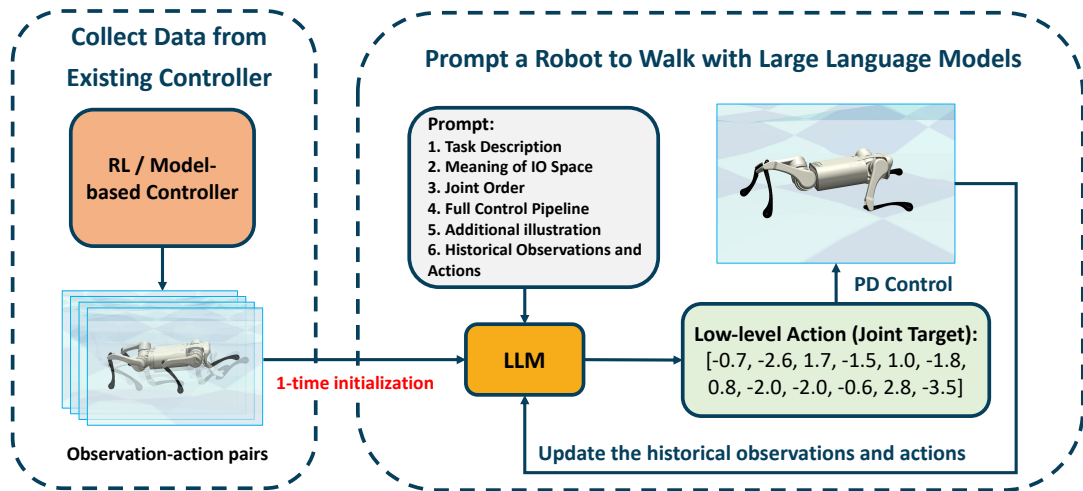 Collect Data from
Existing Controller
RL / Model-
based Controller
Observation-action pairs
1-time initialization
Prompt a Robot to Walk with Large Language Models
Prompt:
1. Task Description
2. Meaning of IO Space
3. Joint Order
4. Full Control Pipeline
5. Additional illustration
6. Historical Observations and
Actions
LLM
PD Control
Low-level Action (Joint Target):
[-0.7, -2.6, 1.7, -1.5, 1.0, -1.8,
0.8, -2.0, -2.0, -0.6, 2.8, -3.5]
Update the historical observations and actions